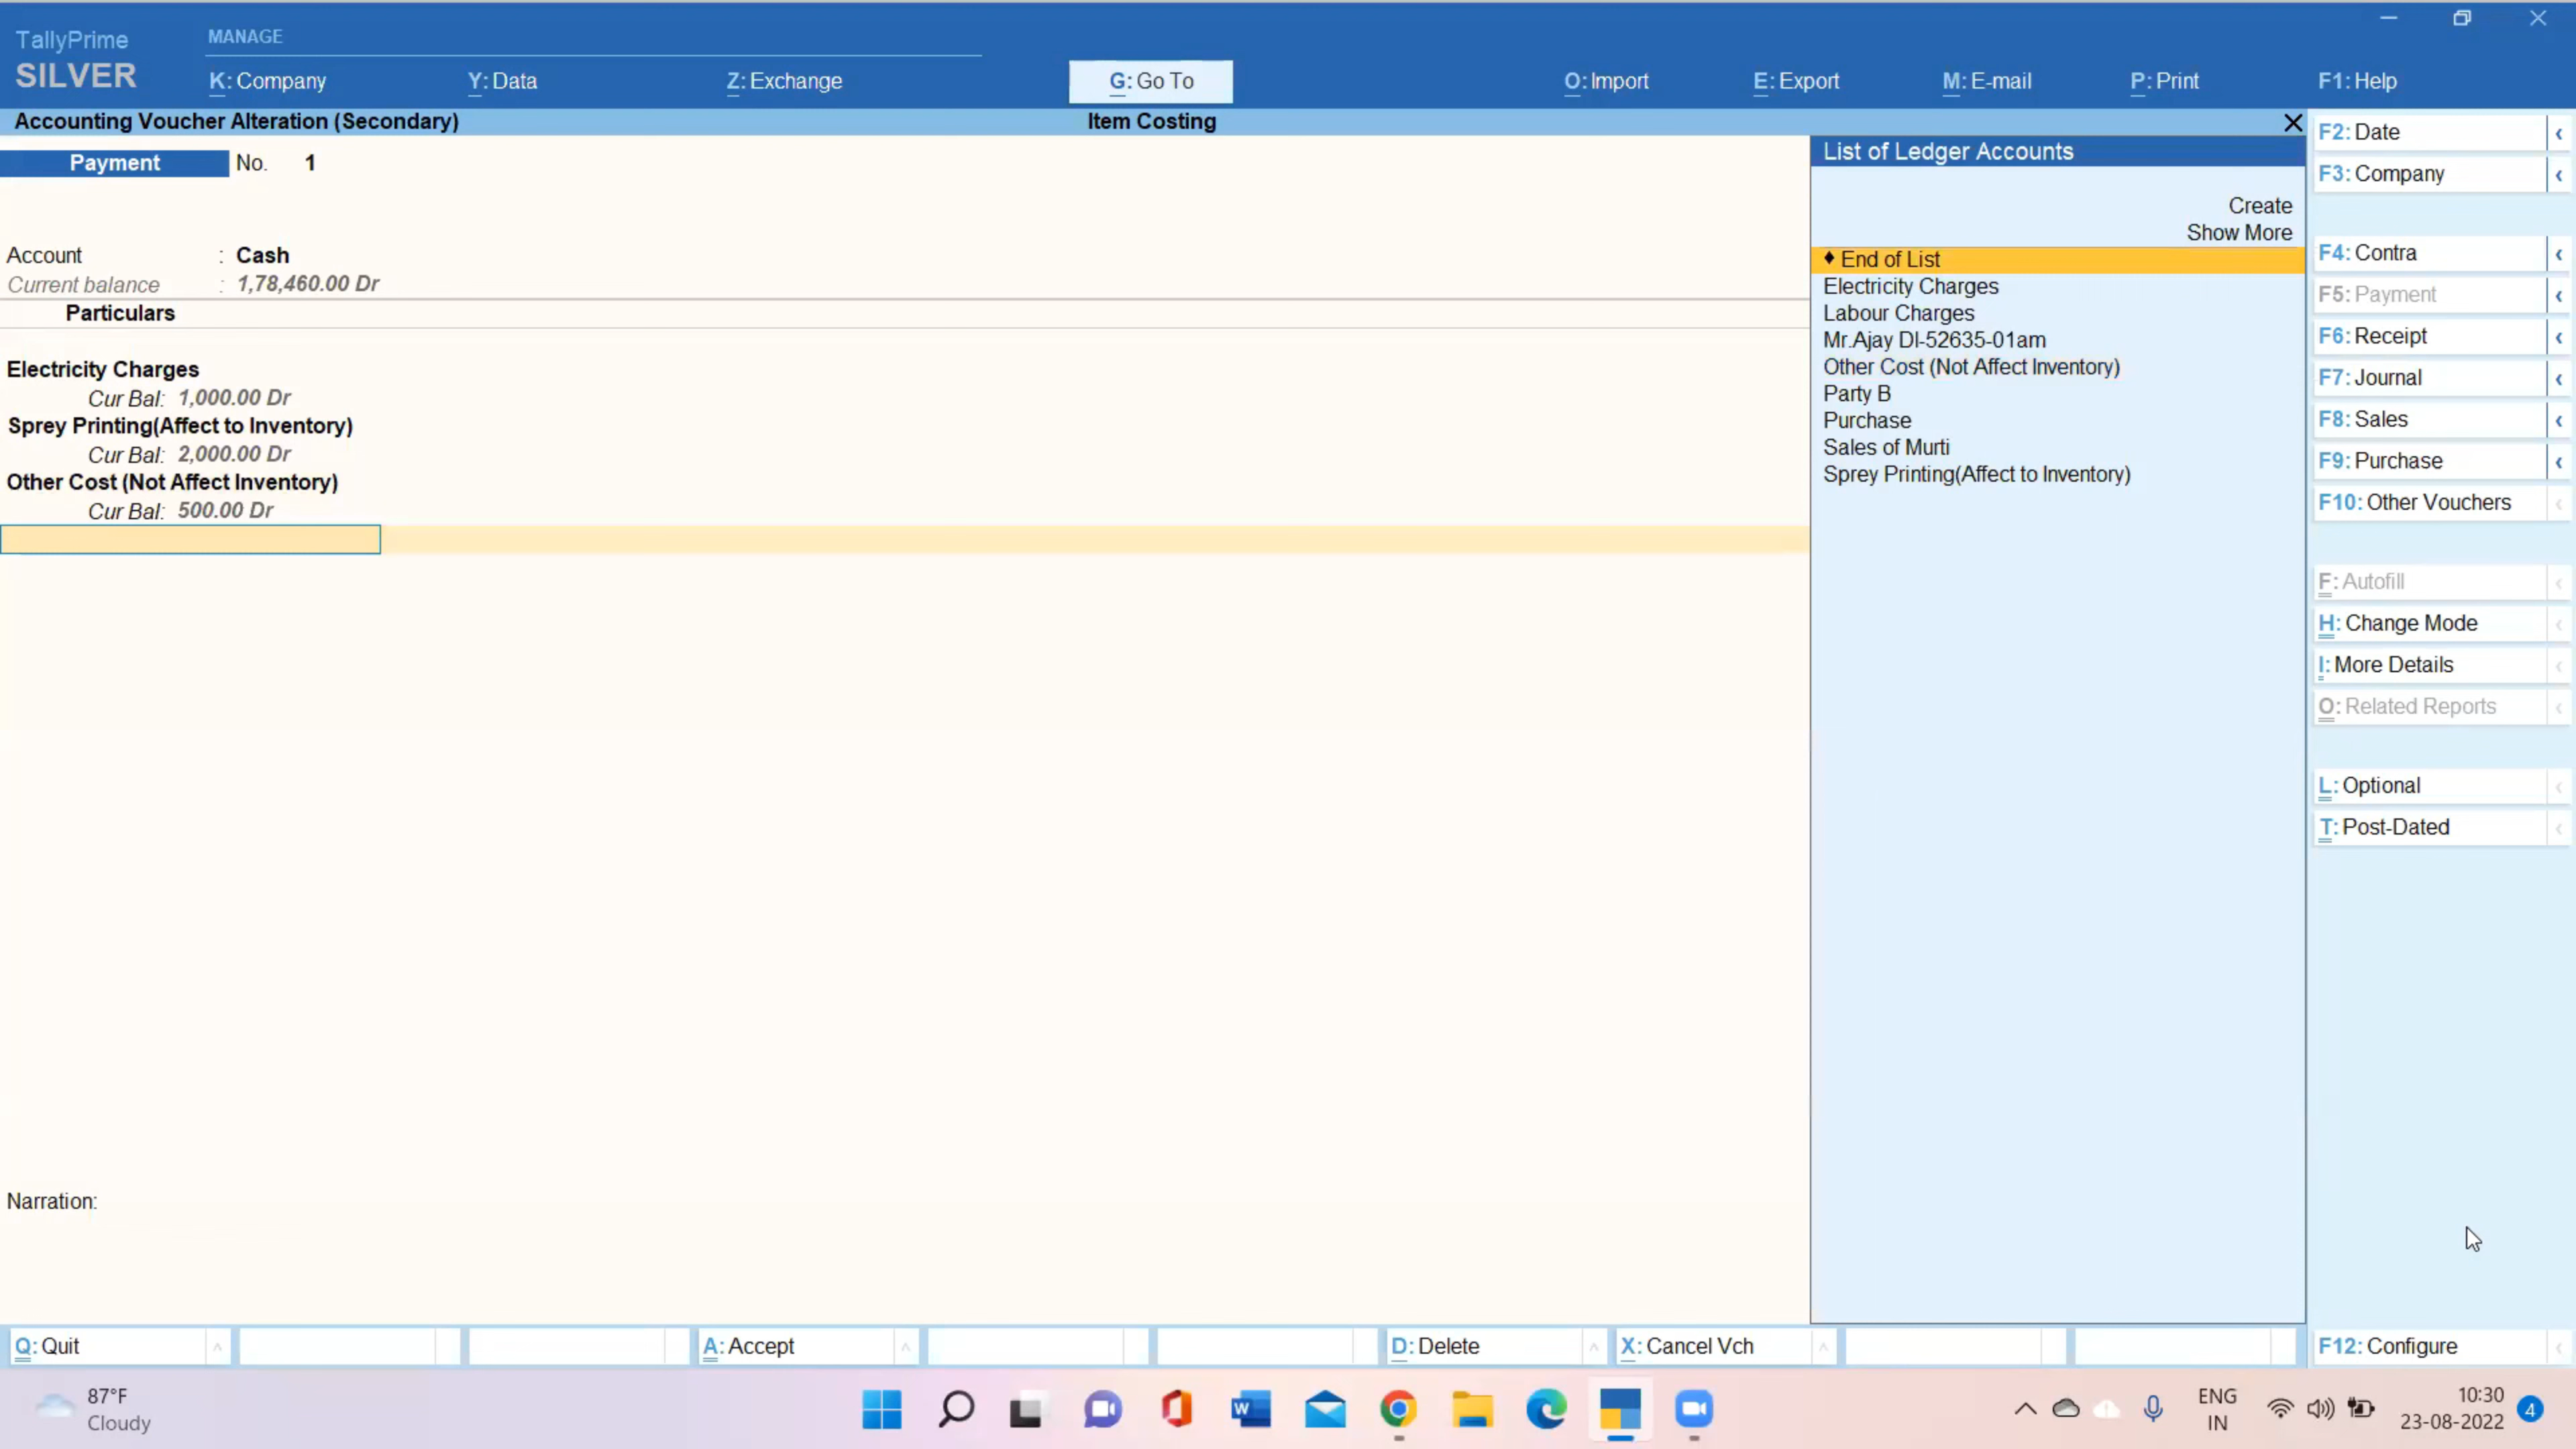 TallyPrime
SILVER
MANAGE
K: Company
Y: Data
Z: Exchange
G: Go To
O: Import
E: Export
M: E-mail
P: Print
F1: Help
Accounting Voucher Alteration (Secondary)
Item Costing
Payment No. 1
Account : Cash
Current balance : 1,78,460.00 Dr
Particulars
Electricity Charges
Cur Bal: 1,000.00 Dr
Sprey Printing(Affect to Inventory)
Cur Bal: 2,000.00 Dr
Other Cost (Not Affect Inventory)
Cur Bal: 500.00 Dr
Narration:
List of Ledger Accounts
Create
Show More
♦ End of List
Electricity Charges
Labour Charges
Mr.Ajay Dl-52635-01am
Other Cost (Not Affect Inventory)
Party B
Purchase
Sales of Murti
Sprey Printing(Affect to Inventory)
F2: Date
F3: Company
F4: Contra
F5: Payment
F6: Receipt
F7: Journal
F8: Sales
F9: Purchase
F10: Other Vouchers
F: Autofill
H: Change Mode
I: More Details
O: Related Reports
L: Optional
T: Post-Dated
Q: Quit
A: Accept
D: Delete
X: Cancel Vch
F12: Configure
87°F
Cloudy
ENG
IN
10:30
23-08-2022
4